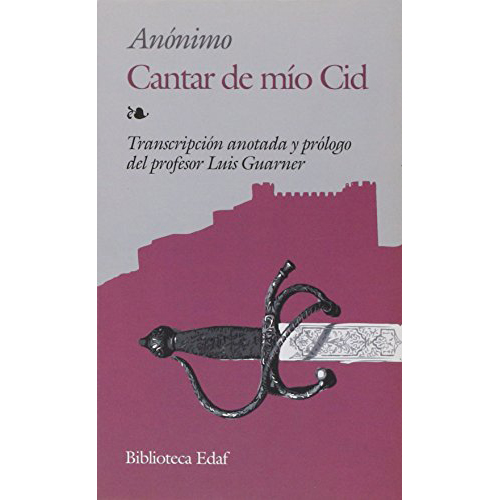 Anónimo
Cantar de mío Cid
Transcripción anotada y prólogo
del profesor Luis Guarner
Biblioteca Edaf